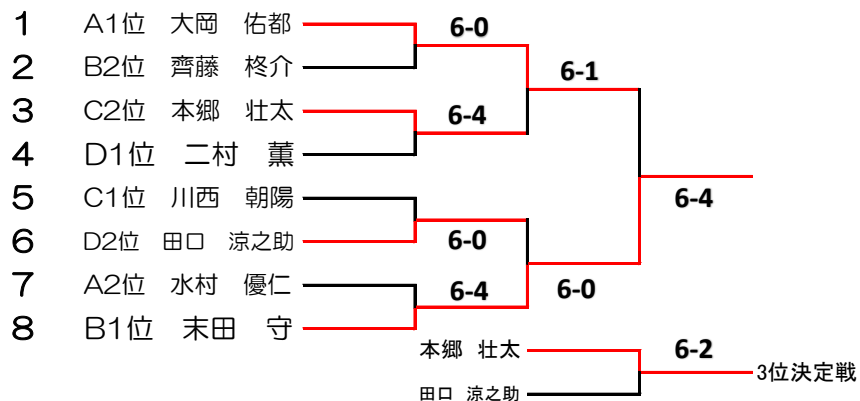 1 A1位 大岡 佑都
6-0
2 B2位 齊藤 柊介
6-1
3 C2位 本郷 壮太
6-4
4 D1位 二村 薫
5 C1位 川西 朝陽
6-4
6 D2位 田口 涼之助
6-0
7 A2位 水村 優仁
6-4
6-0
8 B1位 末田 守
本郷 壮太
6-2
3位決定戦
田口 涼之助